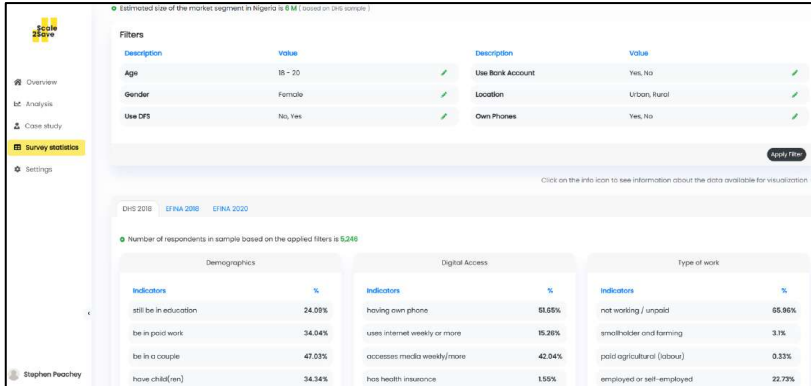 Estimated size of the market segment in Nigeria is 6 M ( based on DHS sample )
Scale
2Save
Overview
Analysis
Case study
Survey statistics
Settings
Stephen Peachey
Filters
Description Value Description Value
Age 18 - 20 Use Bank Account Yes, No
Gender Female Location Urban, Rural
Use DFS No, Yes Own Phones Yes, No
Apply Filter
Click on the info icon to see information about the data available for visualization
DHS 2018 EFINA 2018 EFINA 2020
Number of respondents in sample based on the applied filters is 5,246
Demographics Digital Access Type of work
Indicators % Indicators % Indicators %
still be in education 24.09% having own phone 51.65% not working / unpaid 65.96%
be in paid work 34.04% uses internet weekly or more 15.26% smallholder and farming 3.1%
be in a couple 47.03% accesses media weekly/more 42.04% paid agricultural (labour) 0.33%
have child(ren) 34.34% has health insurance 1.55% employed or self-employed 22.73%